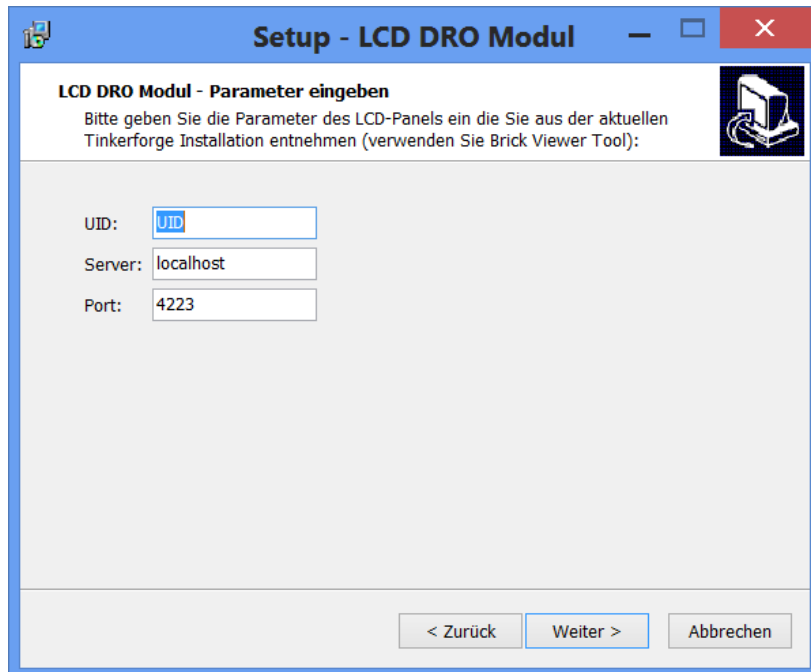 Setup - LCD DRO Modul
LCD DRO Modul - Parameter eingeben
Bitte geben Sie die Parameter des LCD-Panels ein die Sie aus der aktuellen
Tinkerforge Installation entnehmen (verwenden Sie Brick Viewer Tool):
UID: UID
Server: localhost
Port: 4223
< Zurück Weiter > Abbrechen